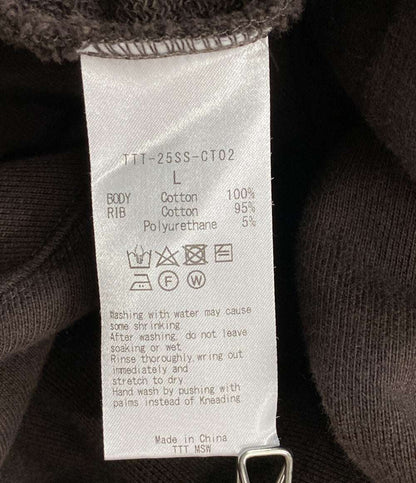 TTT-25SS-CT02
L
BODY Cotton 100%
RIB Cotton 95%
Polyurethane 5%
F W
Washing with water may cause
some shrinking
After washing, do not leave
soaking or wet
Rinse thoroughly, wring out
immediately and
stretch to dry
Hand wash by pushing with
palms instead of Kneading.
Made in China
TTT MSW